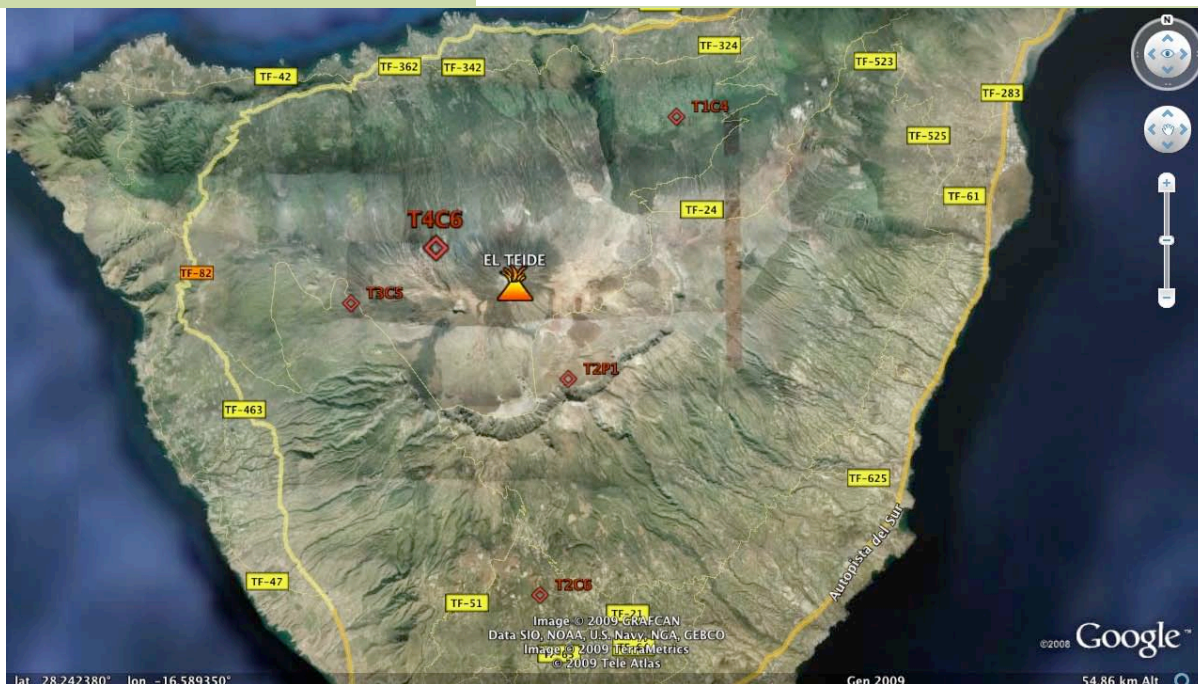 N
TF-324
TF-362
TF-342
TF-523
TF-42
TF-283
T1C4
TF-525
TF-61
TF-24
T4C6
EL TEIDE
TF-82
T3C5
T2P1
TF-463
TF-625
Autopista del Sur
TF-47
T2C6
TF-51
TF-21
Image © 2009 GRAFCAN
Data SIO, NOAA, U.S. Navy, NGA, GEBCO
Image © 2009 TerraMetrics
© 2009 Tele Atlas
©2008 Google™
lat 28.242380° lon -16.589350° Gen 2009 54.86 km Alt